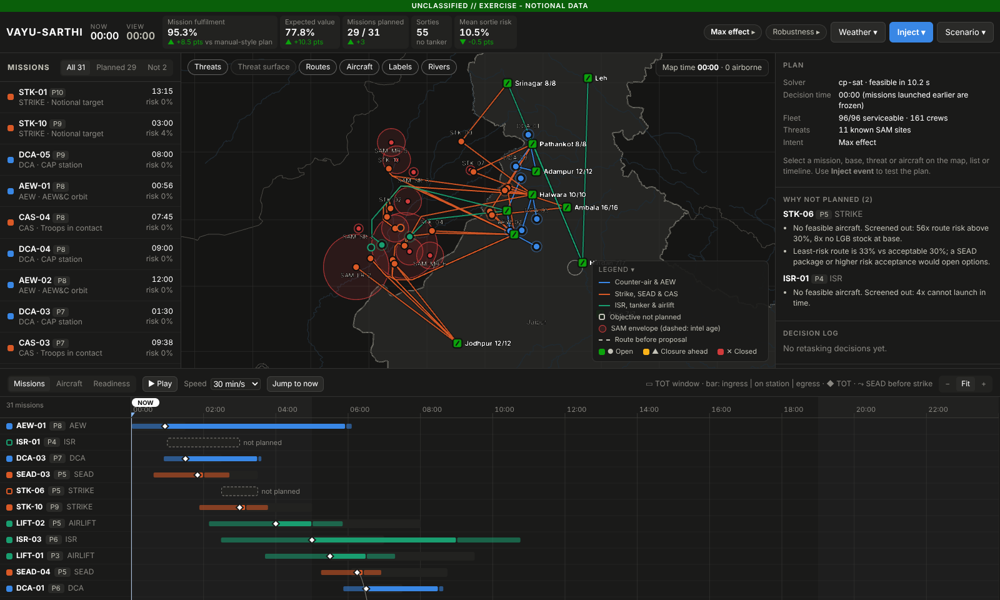 UNCLASSIFIED // EXERCISE - NOTIONAL DATA
VAYU-SARTHI
NOW
00:00
VIEW
00:00
Mission fulfilment
95.3%
▲ +8.5 pts vs manual-style plan
Expected value
77.8%
▲ +10.3 pts
Missions planned
29 / 31
▲ +3
Sorties
55
no tanker
Mean sortie risk
10.5%
▼ -0.5 pts
Max effect ▸
Robustness ▸
Weather ▾
Inject ▾
Scenario ▾
MISSIONS
All 31
Planned 29
Not 2
STK-01 P10 13:15
STRIKE · Notional target risk 0%
STK-10 P9 03:00
STRIKE · Notional target risk 4%
DCA-05 P9 08:00
DCA · CAP station risk 0%
AEW-01 P8 00:56
AEW · AEW&C orbit risk 0%
CAS-04 P8 07:45
CAS · Troops in contact risk 0%
DCA-04 P8 09:00
DCA · CAP station risk 0%
AEW-02 P8 12:00
AEW · AEW&C orbit risk 0%
DCA-03 P7 01:30
DCA · CAP station risk 0%
CAS-03 P7 09:38
CAS · Troops in contact risk 0%
Threats
Threat surface
Routes
Aircraft
Labels
Rivers
Map time 00:00 · 0 airborne
Srinagar 8/8
Leh
DCA-01
STK-09
Pathankot 8/8
Adampur 12/12
STK-07
Halwara 10/10
Ambala 16/16
STK-02
STK-04
Jodhpur 12/12
Jaipur
LEGEND ▾
Counter-air & AEW
Strike, SEAD & CAS
ISR, tanker & airlift
Objective not planned
SAM envelope (dashed: intel age)
Route before proposal
● Open
▲ Closure ahead
✕ Closed
PLAN
Solver cp-sat · feasible in 10.2 s
Decision time 00:00 (missions launched earlier are
frozen)
Fleet 96/96 serviceable · 161 crews
Threats 11 known SAM sites
Intent Max effect
Select a mission, base, threat or aircraft on the map, list or
timeline. Use Inject event to test the plan.
WHY NOT PLANNED (2)
STK-06 P5 STRIKE
• No feasible aircraft. Screened out: 56x route risk above
30%, 8x no LGB stock at base.
• Least-risk route is 33% vs acceptable 30%; a SEAD
package or higher risk acceptance would open options.
ISR-01 P4 ISR
• No feasible aircraft. Screened out: 4x cannot launch in
time.
DECISION LOG
No retasking decisions yet.
Missions
Aircraft
Readiness
▶ Play
Speed
30 min/s
Jump to now
▭ TOT window · bar: ingress | on station | egress · ◆ TOT · ⤳ SEAD before strike
−
Fit
+
31 missions
NOW
00:00 02:00 04:00 06:00 08:00 10:00 12:00 14:00 16:00 18:00 20:00 22:00
AEW-01 P8 AEW
ISR-01 P4 ISR not planned
DCA-03 P7 DCA
SEAD-03 P5 SEAD
STK-06 P5 STRIKE not planned
STK-10 P9 STRIKE
LIFT-02 P5 AIRLIFT
ISR-03 P6 ISR
LIFT-01 P3 AIRLIFT
SEAD-04 P5 SEAD
DCA-01 P6 DCA